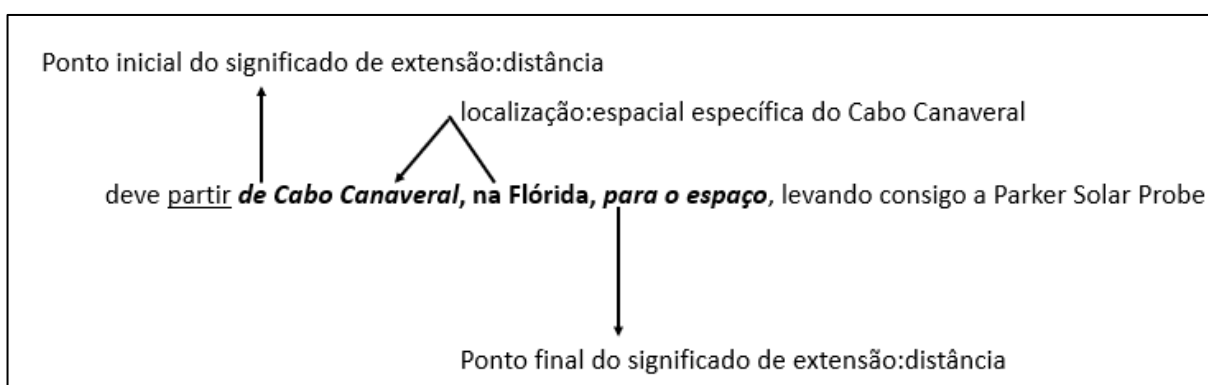 Ponto inicial do significado de extensão:distância
localização:espacial específica do Cabo Canaveral
deve partir de Cabo Canaveral, na Flórida, para o espaço, levando consigo a Parker Solar Probe
Ponto final do significado de extensão:distância